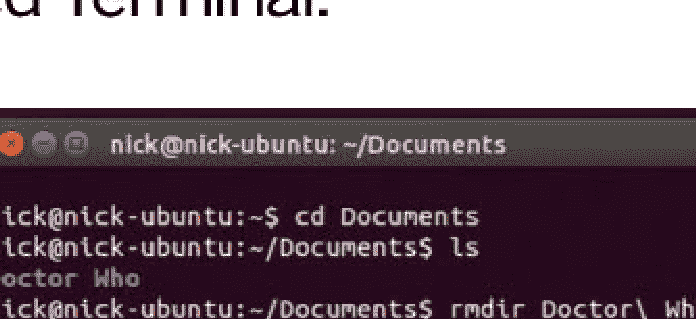 ed Terminal.
nick@nick-ubuntu: ~/Documents
ick@nick-ubuntu:~$ cd Documents
ick@nick-ubuntu:~/Documents$ ls
octor Who
ick@nick-ubuntu:~/Documents$ rmdir Doctor\ Wh